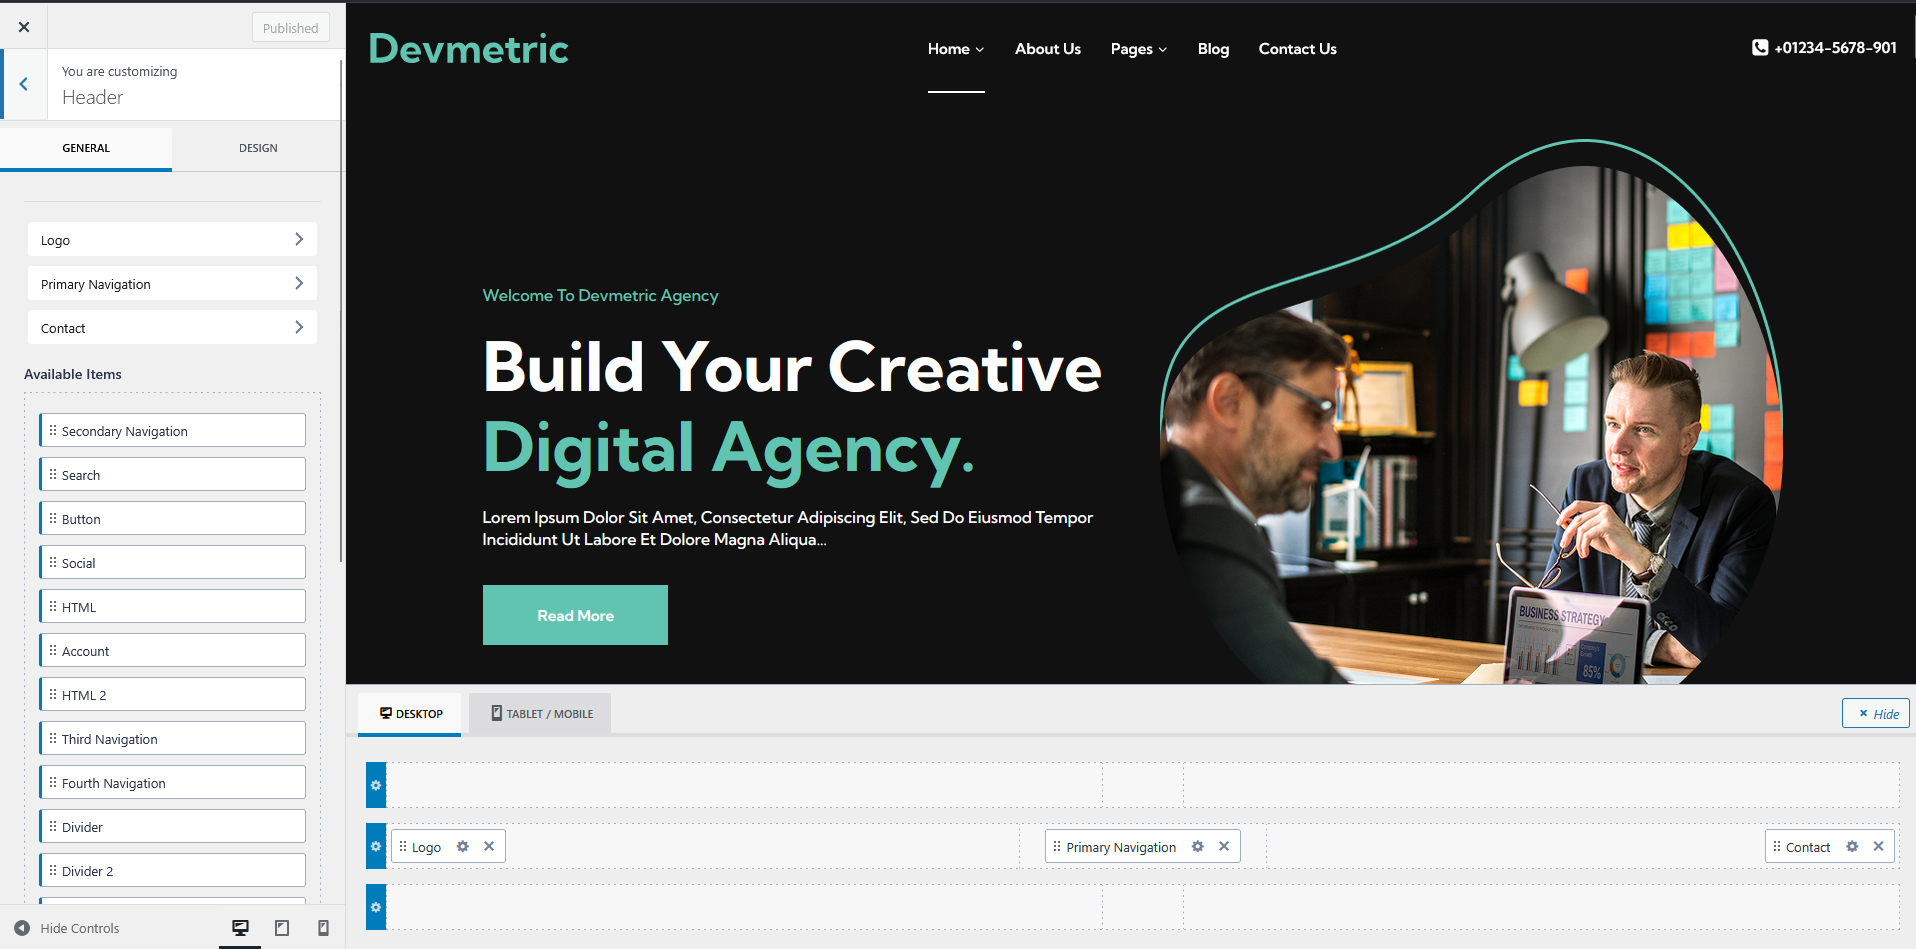 Published
You are customizing
Header
GENERAL
DESIGN
Logo
Primary Navigation
Contact
Available Items
Secondary Navigation
Search
Button
Social
HTML
Account
HTML 2
Third Navigation
Fourth Navigation
Divider
Divider 2
Hide Controls
Devmetric
Home
About Us
Pages
Blog
Contact Us
+01234-5678-901
Welcome To Devmetric Agency
Build Your Creative
Digital Agency.
Lorem Ipsum Dolor Sit Amet, Consectetur Adipiscing Elit, Sed Do Eiusmod Tempor
Incididunt Ut Labore Et Dolore Magna Aliqua...
Read More
BUSINESS STRATEGY
85%
DESKTOP
TABLET / MOBILE
Hide
Logo
Primary Navigation
Contact